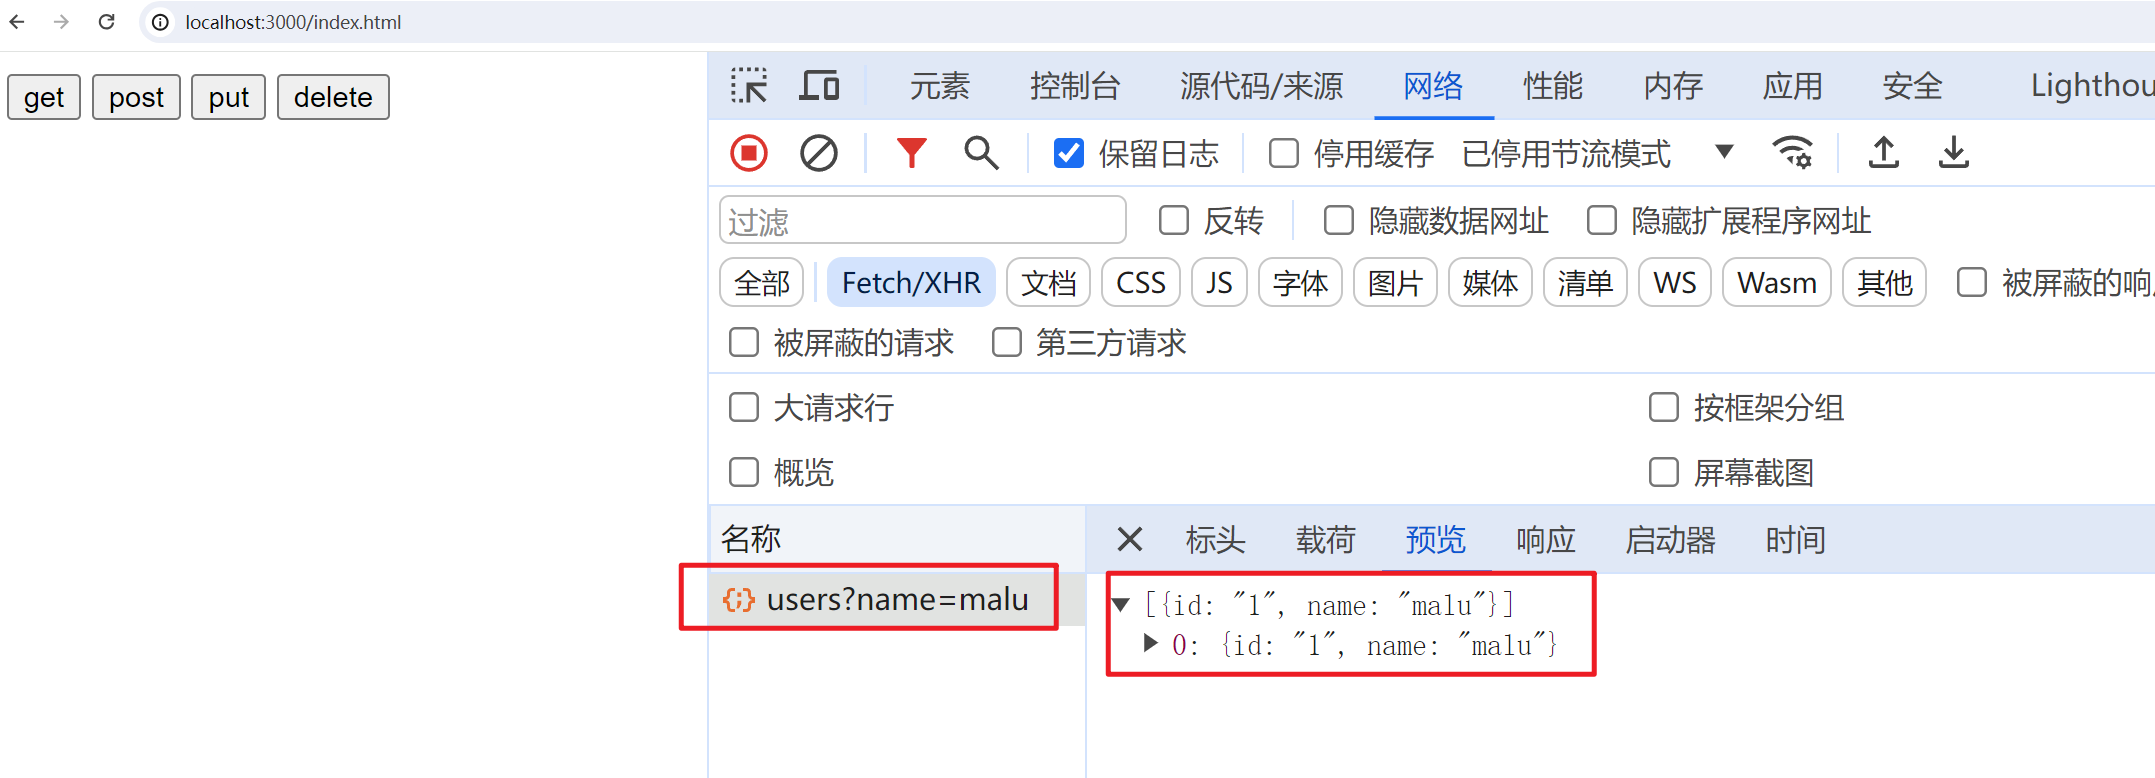 localhost:3000/index.html
get post put delete
元素 控制台 源代码/来源 网络 性能 内存 应用 安全 Lighthou
保留日志 停用缓存 已停用节流模式
过滤 反转 隐藏数据网址 隐藏扩展程序网址
全部 Fetch/XHR 文档 CSS JS 字体 图片 媒体 清单 WS Wasm 其他 被屏蔽的响
被屏蔽的请求 第三方请求
大请求行 按框架分组
概览 屏幕截图
名称 标头 载荷 预览 响应 启动器 时间
users?name=malu
[{id: "1", name: "malu"}]
0: {id: "1", name: "malu"}